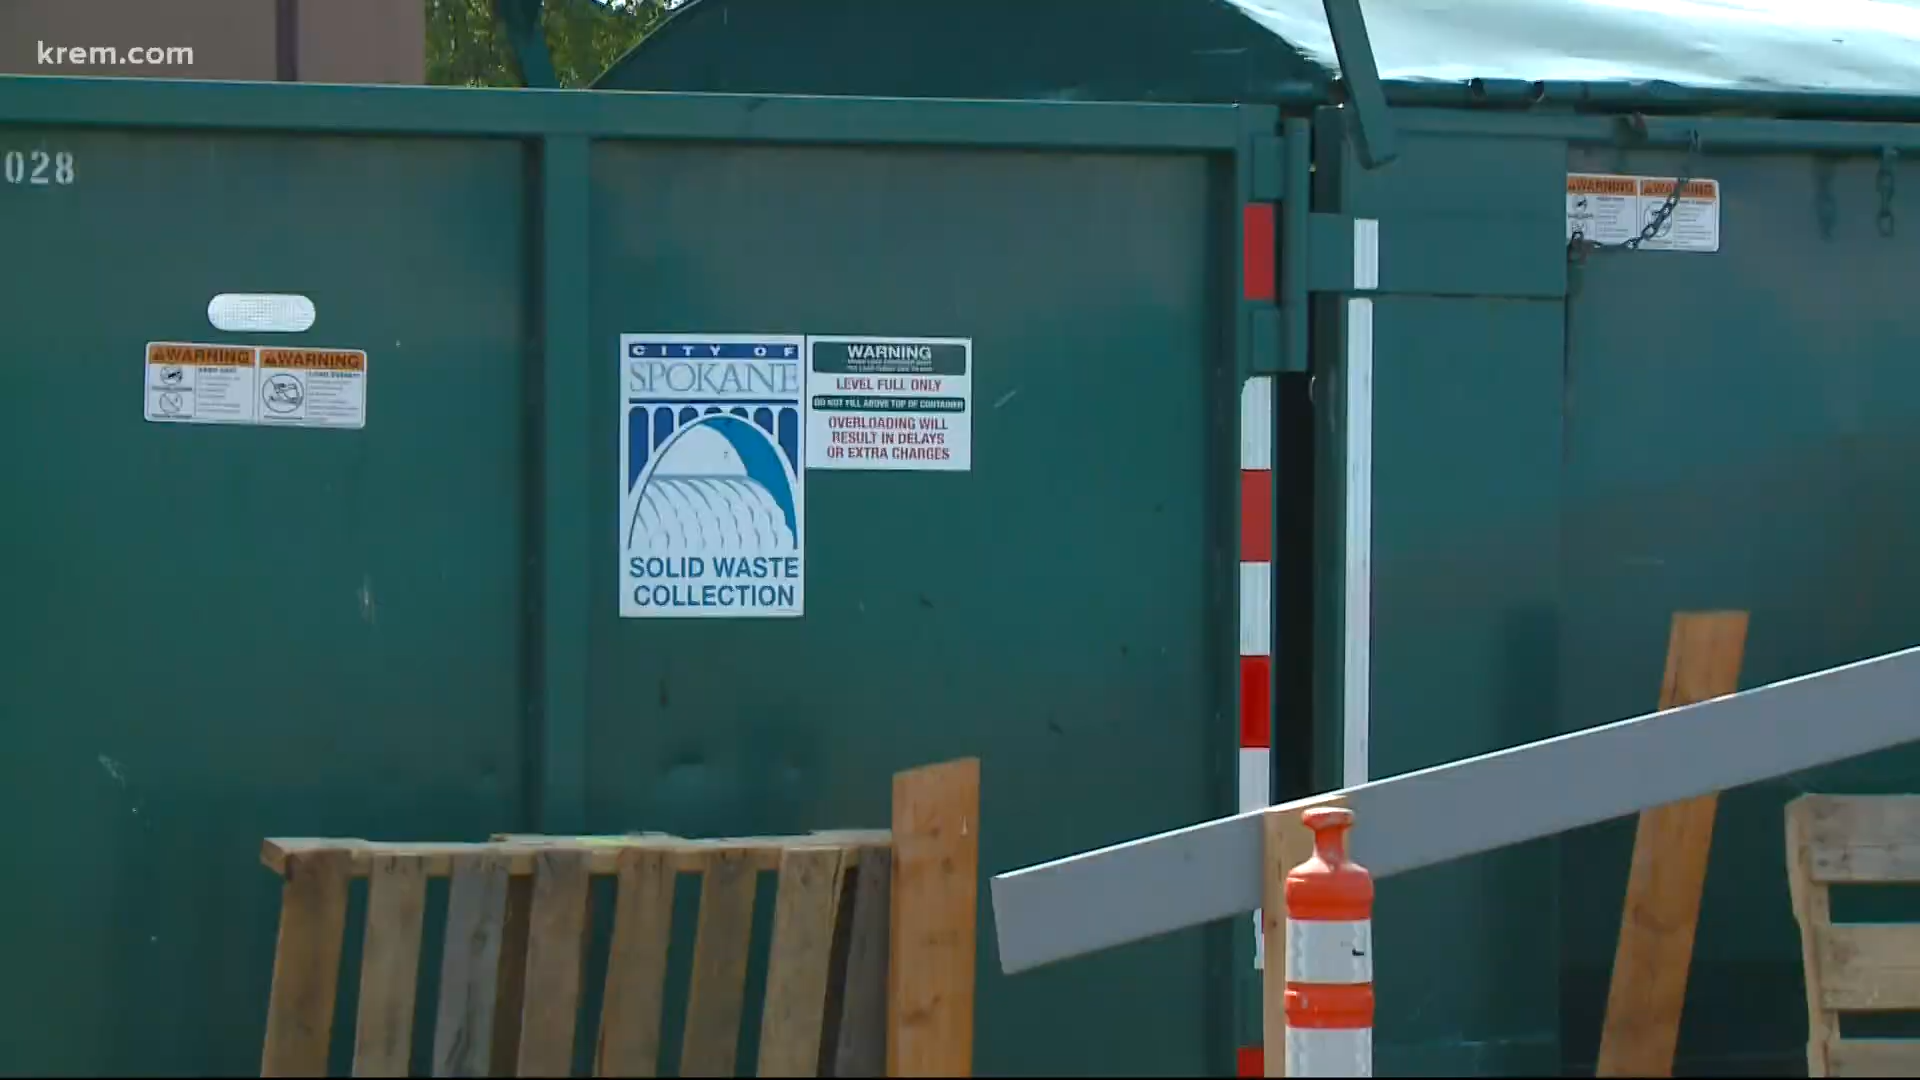 krem.com
028
WARNING WARNING
WARNING WARNING
CITY OF
SPOKANE
SOLID WASTE
COLLECTION
WARNING
LEVEL FULL ONLY
DO NOT FILL ABOVE TOP OF CONTAINER
OVERLOADING WILL
RESULT IN DELAYS
OR EXTRA CHARGES